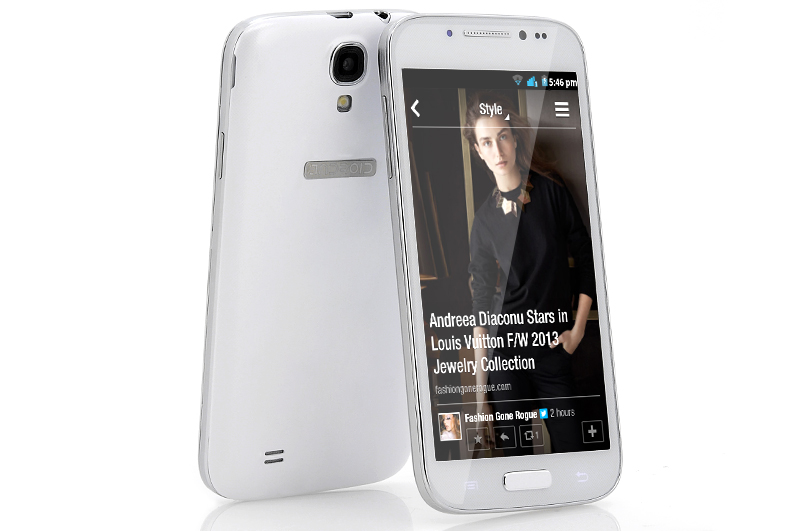 5:46 pm
Style
Andreea Diaconu Stars in
Louis Vuitton F/W 2013
Jewelry Collection
fashiongonerogue.com
Fashion Gone Rogue 2 hours
1